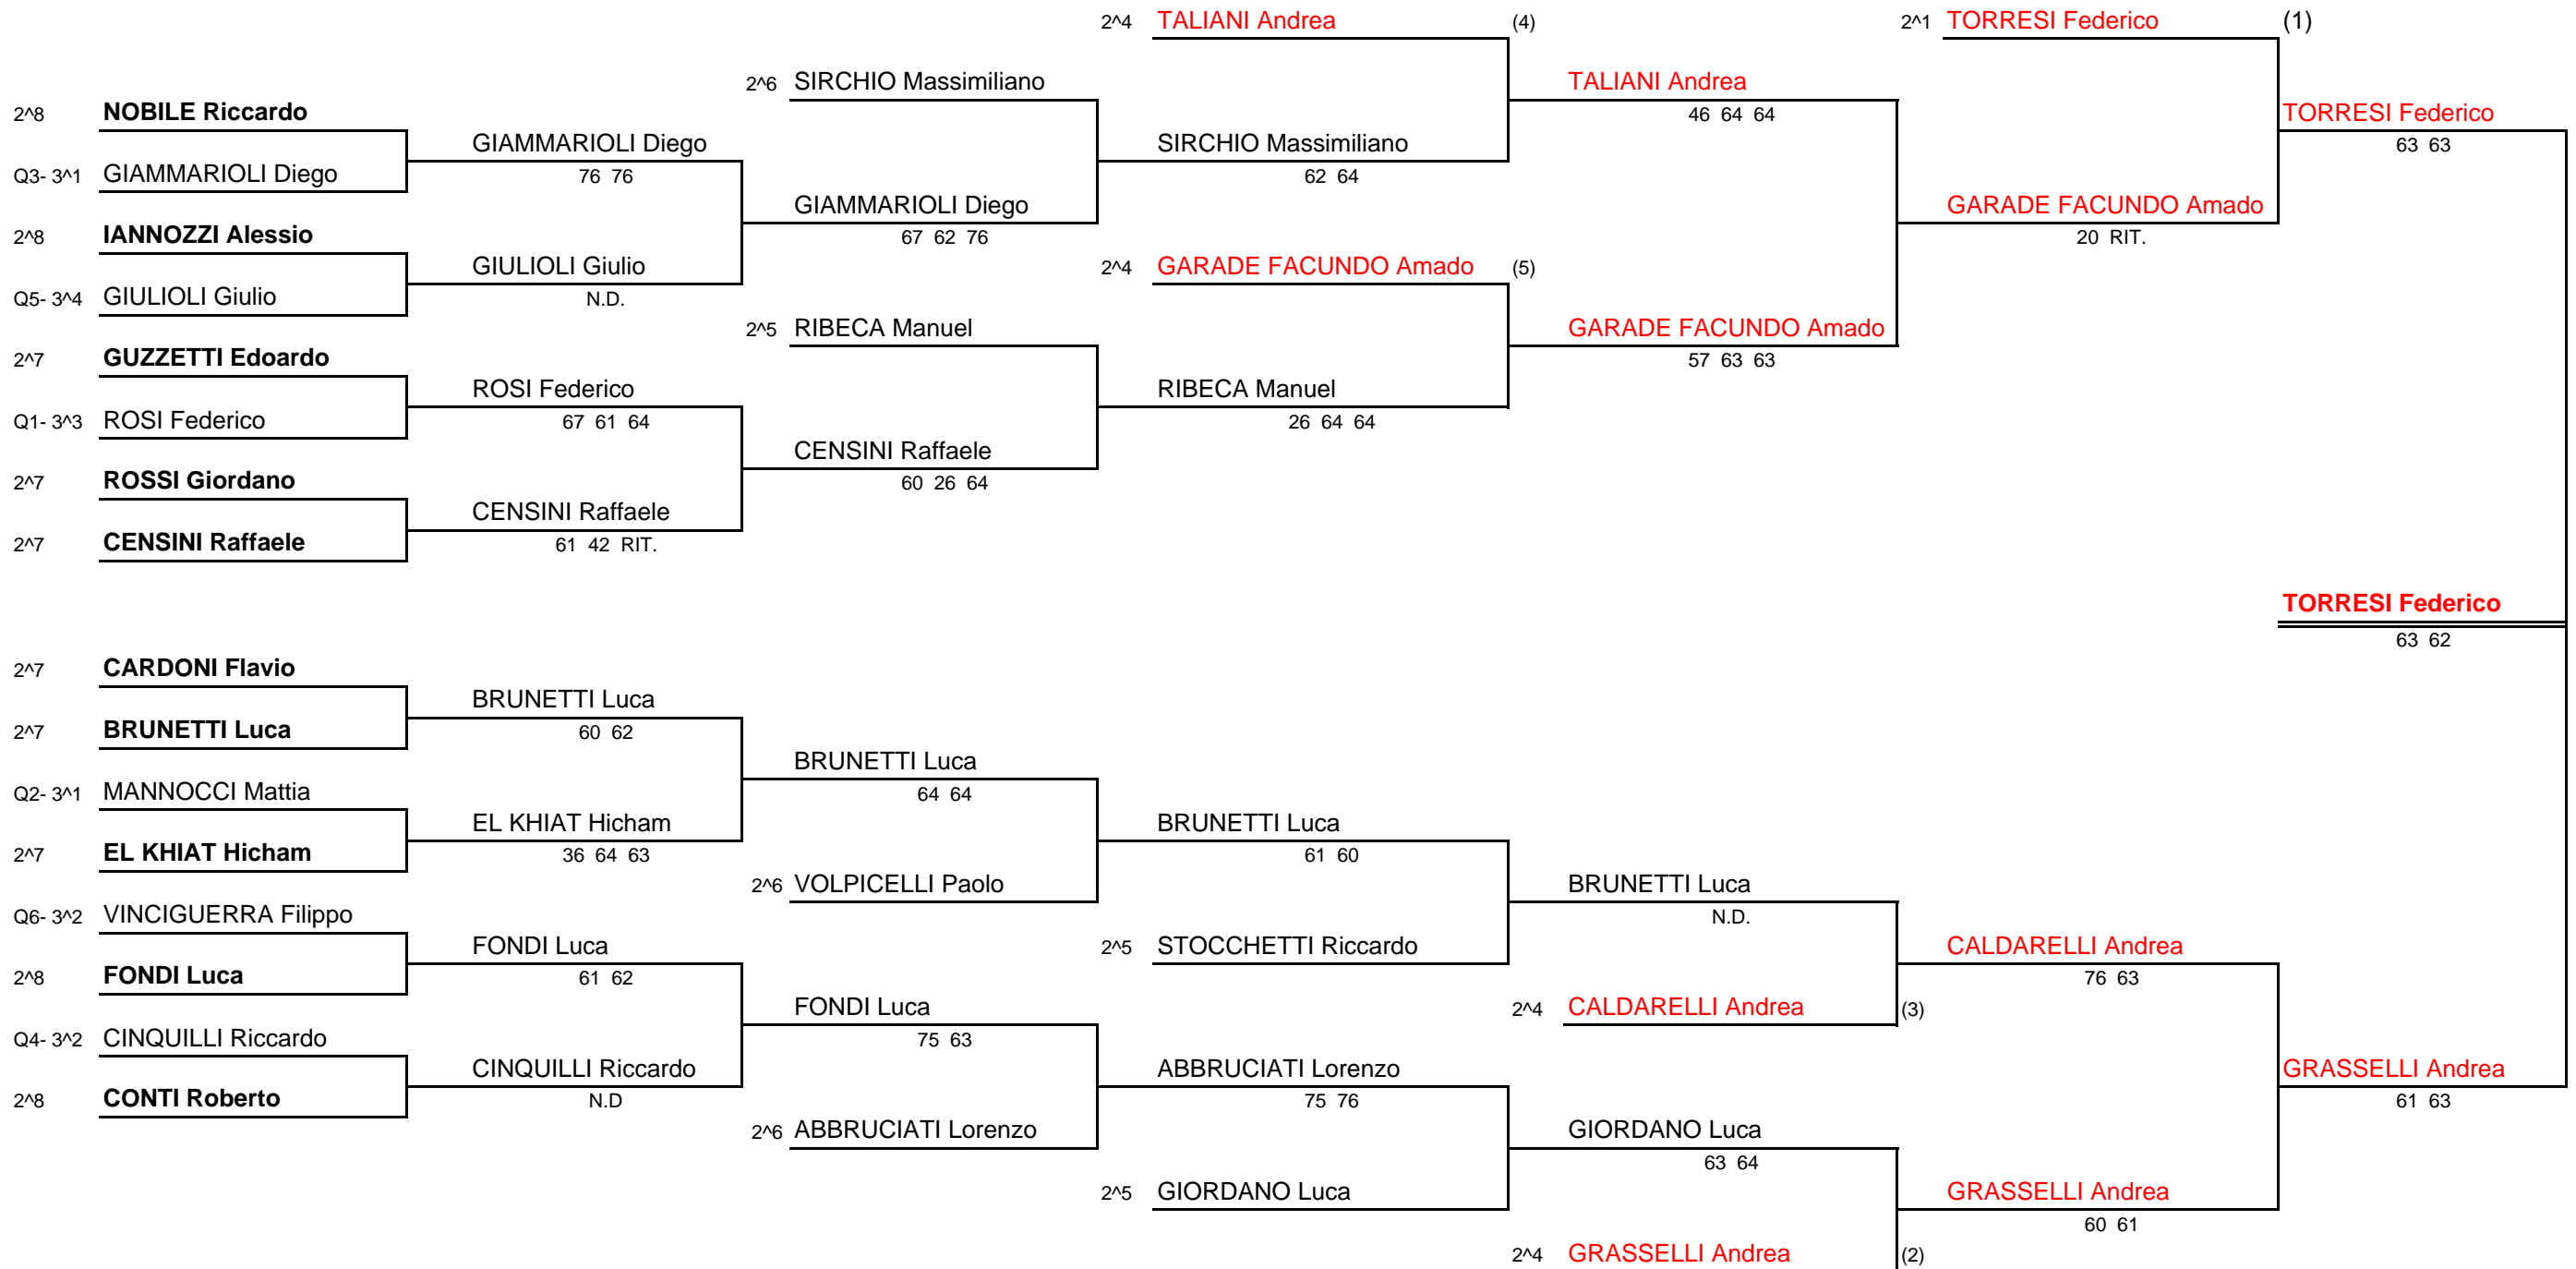 2^4 TALIANI Andrea (4) 2^1 TORRESI Federico (1)
2^6 SIRCHIO Massimiliano TALIANI Andrea
2^8 NOBILE Riccardo 46 64 64 TORRESI Federico
GIAMMARIOLI Diego SIRCHIO Massimiliano 63 63
Q3- 3^1 GIAMMARIOLI Diego 76 76 62 64
GIAMMARIOLI Diego GARADE FACUNDO Amado
2^8 IANNOZZI Alessio 67 62 76 20 RIT.
GIULIOLI Giulio 2^4 GARADE FACUNDO Amado (5)
Q5- 3^4 GIULIOLI Giulio N.D.
2^5 RIBECA Manuel GARADE FACUNDO Amado
2^7 GUZZETTI Edoardo 57 63 63
ROSI Federico RIBECA Manuel
Q1- 3^3 ROSI Federico 67 61 64 26 64 64
CENSINI Raffaele
2^7 ROSSI Giordano 60 26 64
CENSINI Raffaele
2^7 CENSINI Raffaele 61 42 RIT.
TORRESI Federico
63 62
2^7 CARDONI Flavio
BRUNETTI Luca
2^7 BRUNETTI Luca 60 62
BRUNETTI Luca
Q2- 3^1 MANNOCCI Mattia 64 64
EL KHIAT Hicham BRUNETTI Luca
2^7 EL KHIAT Hicham 36 64 63 61 60
2^6 VOLPICELLI Paolo BRUNETTI Luca
Q6- 3^2 VINCIGUERRA Filippo N.D.
FONDI Luca 2^5 STOCCHETTI Riccardo CALDARELLI Andrea
2^8 FONDI Luca 61 62 76 63
FONDI Luca 2^4 CALDARELLI Andrea (3)
Q4- 3^2 CINQUILLI Riccardo 75 63
CINQUILLI Riccardo ABBRUCIATI Lorenzo GRASSELLI Andrea
2^8 CONTI Roberto N.D 75 76 61 63
2^6 ABBRUCIATI Lorenzo GIORDANO Luca
63 64
2^5 GIORDANO Luca GRASSELLI Andrea
60 61
2^4 GRASSELLI Andrea (2)